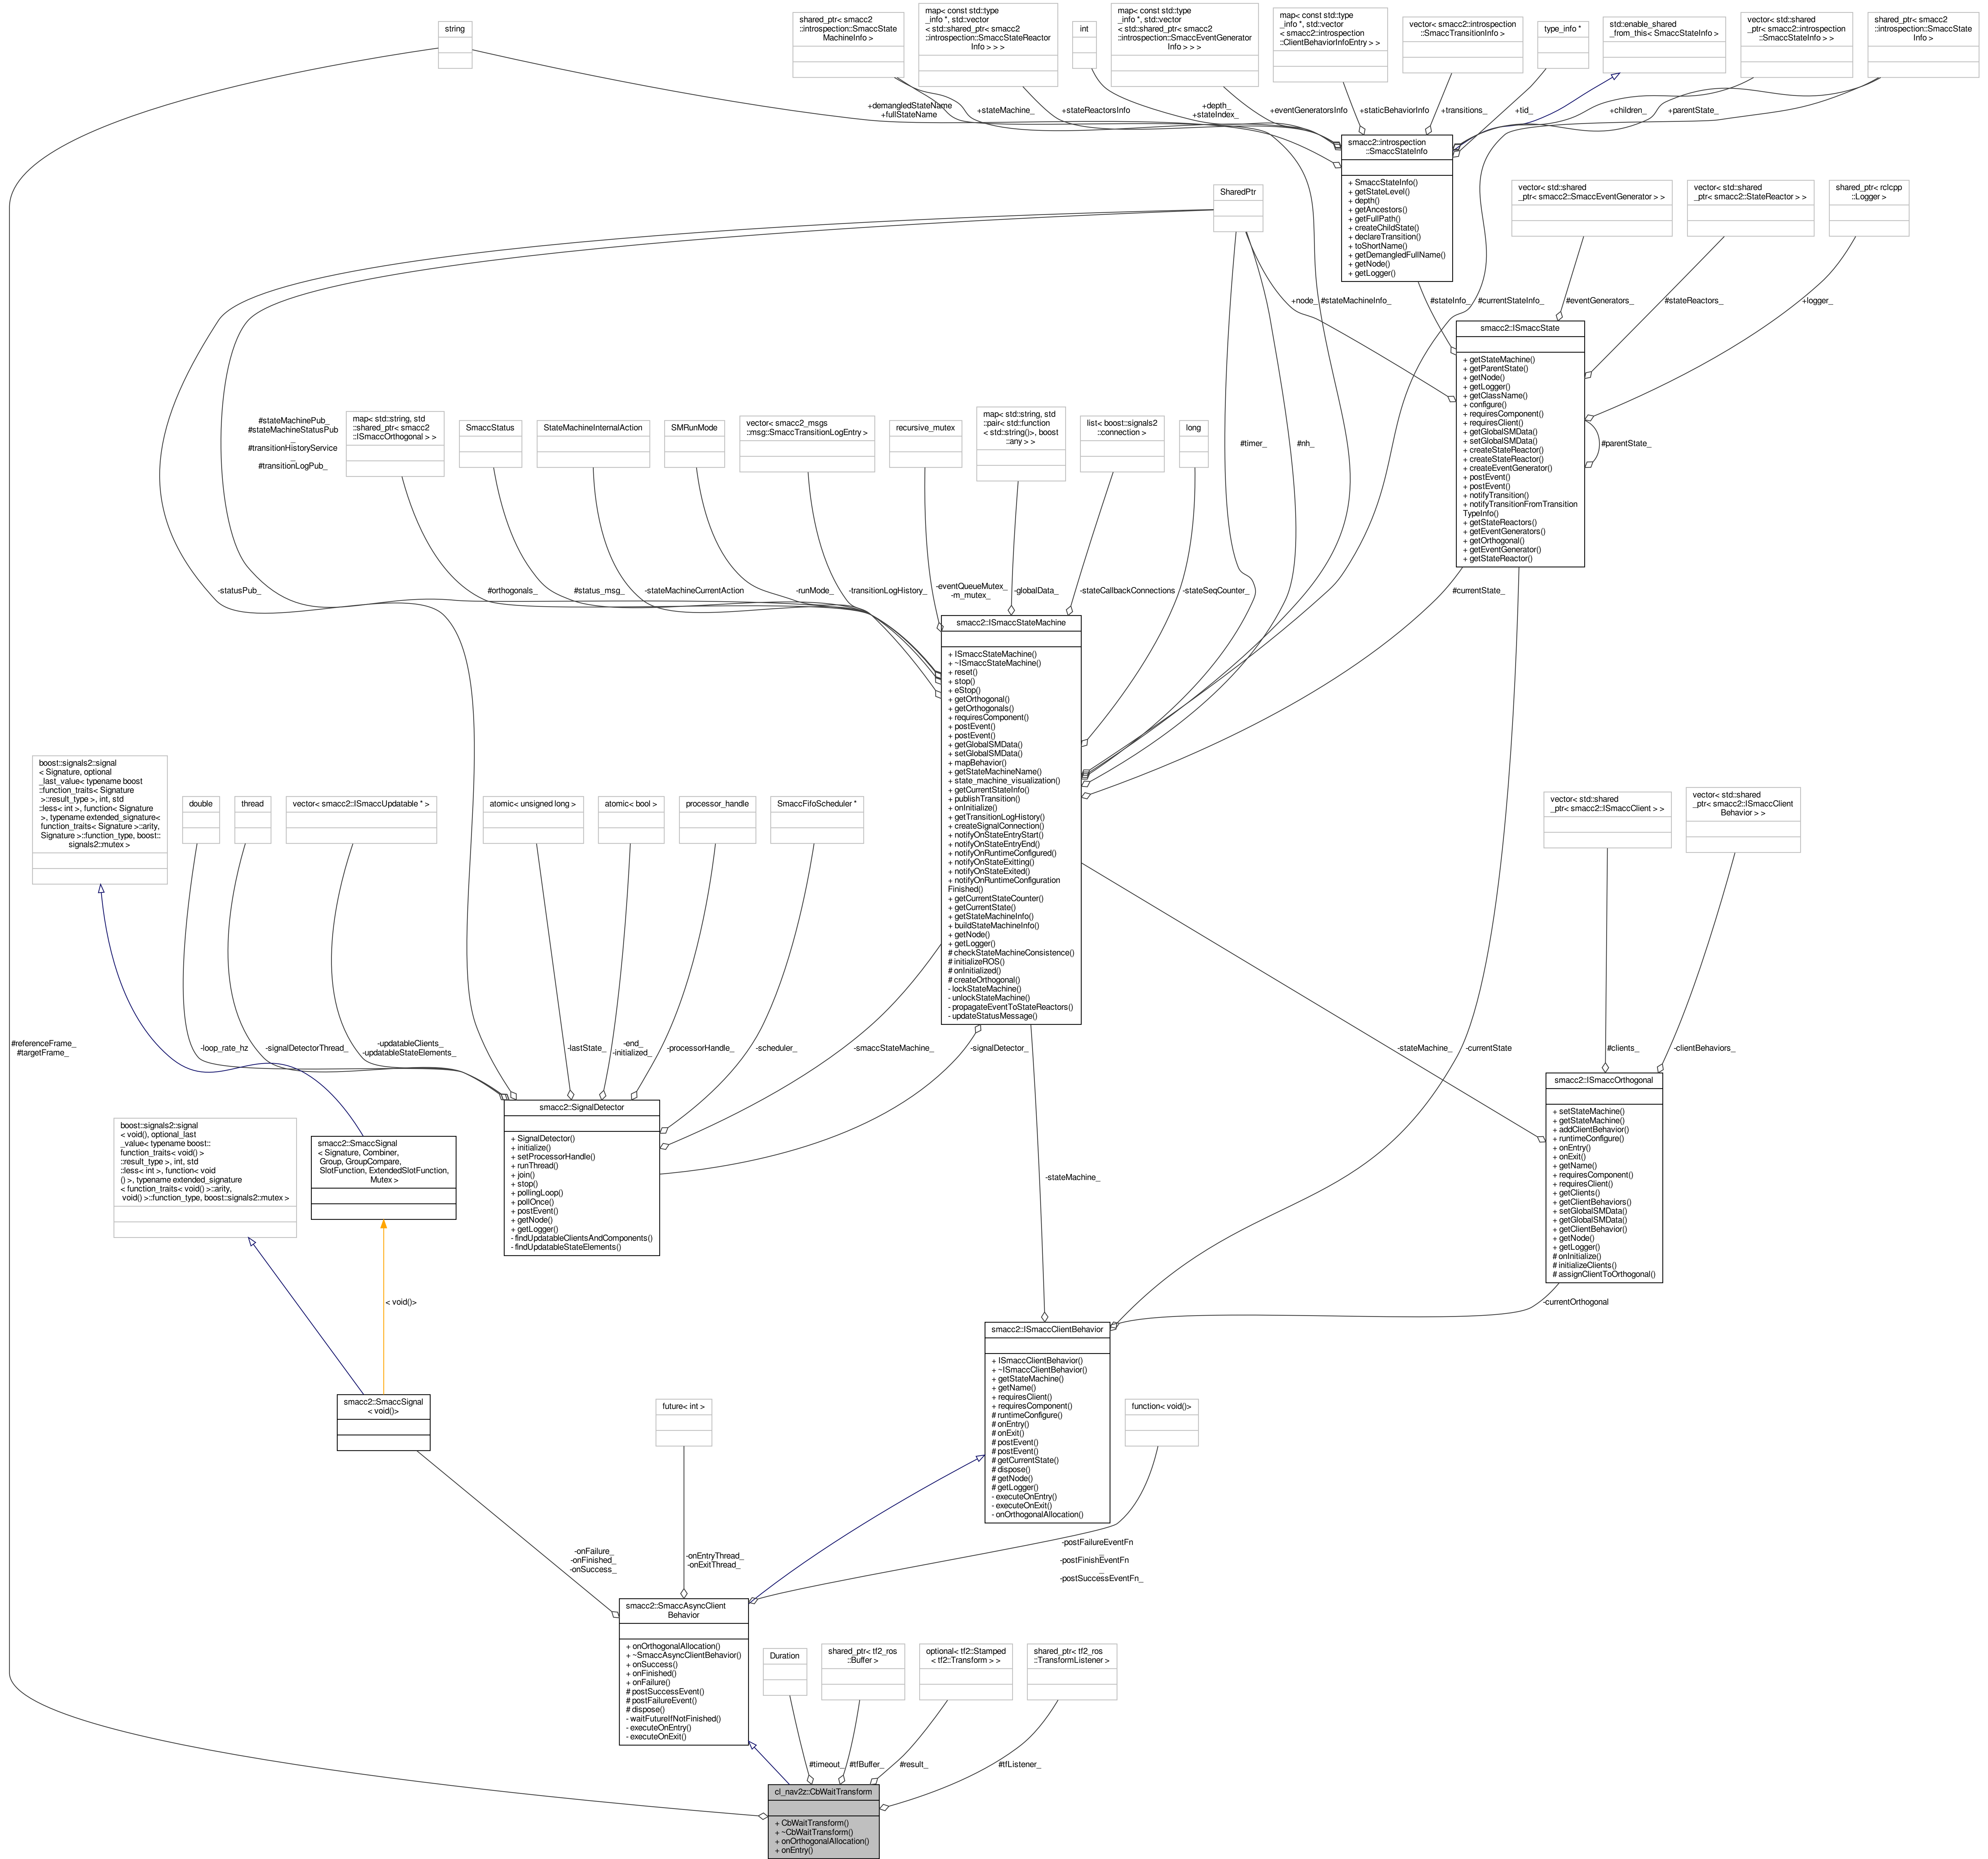 string
shared_ptr< smacc2
::introspection::SmaccState
MachineInfo >
map< const std::type
_info *, std::vector
< std::shared_ptr< smacc2
::introspection::SmaccStateReactor
Info > > >
int
map< const std::type
_info *, std::vector
< std::shared_ptr< smacc2
::introspection::SmaccEventGenerator
Info > > >
map< const std::type
_info *, std::vector
< smacc2::introspection
::ClientBehaviorInfoEntry > >
vector< smacc2::introspection
::SmaccTransitionInfo >
type_info *
std::enable_shared
_from_this< SmaccStateInfo >
vector< std::shared
_ptr< smacc2::introspection
::SmaccStateInfo > >
shared_ptr< smacc2
::introspection::SmaccState
Info >
+demangledStateName
+fullStateName
+stateMachine_
+stateReactorsInfo
+depth_
+stateIndex_
+eventGeneratorsInfo
+staticBehaviorInfo
+transitions_
+tid_
+children_
+parentState_
smacc2::introspection
::SmaccStateInfo
+ SmaccStateInfo()
+ getStateLevel()
+ depth()
+ getAncestors()
+ getFullPath()
+ createChildState()
+ declareTransition()
+ toShortName()
+ getDemangledFullName()
+ getNode()
+ getLogger()
SharedPtr
vector< std::shared
_ptr< smacc2::SmaccEventGenerator > >
vector< std::shared
_ptr< smacc2::StateReactor > >
shared_ptr< rclcpp
::Logger >
+node_
#stateMachineInfo_
#stateInfo_
#currentStateInfo_
#eventGenerators_
#stateReactors_
+logger_
smacc2::ISmaccState
+ getStateMachine()
+ getParentState()
+ getNode()
+ getLogger()
+ getClassName()
+ configure()
+ requiresComponent()
+ requiresClient()
+ getGlobalSMData()
+ setGlobalSMData()
+ createStateReactor()
+ createStateReactor()
+ createEventGenerator()
+ postEvent()
+ postEvent()
+ notifyTransition()
+ notifyTransitionFromTransition
TypeInfo()
+ getStateReactors()
+ getEventGenerators()
+ getOrthogonal()
+ getEventGenerator()
+ getStateReactor()
#parentState_
#stateMachinePub_
#stateMachineStatusPub
_
#transitionHistoryService
_
#transitionLogPub_
map< std::string, std
::shared_ptr< smacc2
::ISmaccOrthogonal > >
SmaccStatus
StateMachineInternalAction
SMRunMode
vector< smacc2_msgs
::msg::SmaccTransitionLogEntry >
recursive_mutex
map< std::string, std
::pair< std::function
< std::string()>, boost
::any > >
list< boost::signals2
::connection >
long
#timer_
#nh_
-statusPub_
#orthogonals_
#status_msg_
-stateMachineCurrentAction
-runMode_
-transitionLogHistory_
-eventQueueMutex_
-m_mutex_
-globalData_
-stateCallbackConnections
-stateSeqCounter_
#currentState_
smacc2::ISmaccStateMachine
+ ISmaccStateMachine()
+ ~ISmaccStateMachine()
+ reset()
+ stop()
+ eStop()
+ getOrthogonal()
+ getOrthogonals()
+ requiresComponent()
+ postEvent()
+ postEvent()
+ getGlobalSMData()
+ setGlobalSMData()
+ mapBehavior()
+ getStateMachineName()
+ state_machine_visualization()
+ getCurrentStateInfo()
+ publishTransition()
+ onInitialize()
+ getTransitionLogHistory()
+ createSignalConnection()
+ notifyOnStateEntryStart()
+ notifyOnStateEntryEnd()
+ notifyOnRuntimeConfigured()
+ notifyOnStateExitting()
+ notifyOnStateExited()
+ notifyOnRuntimeConfiguration
Finished()
+ getCurrentStateCounter()
+ getCurrentState()
+ getStateMachineInfo()
+ buildStateMachineInfo()
+ getNode()
+ getLogger()
# checkStateMachineConsistence()
# initializeROS()
# onInitialized()
# createOrthogonal()
- lockStateMachine()
- unlockStateMachine()
- propagateEventToStateReactors()
- updateStatusMessage()
boost::signals2::signal
< Signature, optional
_last_value< typename boost
::function_traits< Signature
>::result_type >, int, std
::less< int >, function< Signature
>, typename extended_signature<
function_traits< Signature >::arity,
Signature >::function_type, boost::
signals2::mutex >
double
thread
vector< smacc2::ISmaccUpdatable * >
atomic< unsigned long >
atomic< bool >
processor_handle
SmaccFifoScheduler *
vector< std::shared
_ptr< smacc2::ISmaccClient > >
vector< std::shared
_ptr< smacc2::ISmaccClient
Behavior > >
#referenceFrame_
#targetFrame_
-loop_rate_hz
-signalDetectorThread_
-updatableClients_
-updatableStateElements_
-lastState_
-end_
-initialized_
-processorHandle_
-scheduler_
-smaccStateMachine_
-signalDetector_
-currentState
-stateMachine_
#clients_
-clientBehaviors_
smacc2::SignalDetector
+ SignalDetector()
+ initialize()
+ setProcessorHandle()
+ runThread()
+ join()
+ stop()
+ pollingLoop()
+ pollOnce()
+ postEvent()
+ getNode()
+ getLogger()
- findUpdatableClientsAndComponents()
- findUpdatableStateElements()
smacc2::ISmaccOrthogonal
+ setStateMachine()
+ getStateMachine()
+ addClientBehavior()
+ runtimeConfigure()
+ onEntry()
+ onExit()
+ getName()
+ requiresComponent()
+ requiresClient()
+ getClients()
+ getClientBehaviors()
+ setGlobalSMData()
+ getGlobalSMData()
+ getClientBehavior()
+ getNode()
+ getLogger()
# onInitialize()
# initializeClients()
# assignClientToOrthogonal()
boost::signals2::signal
< void(), optional_last
_value< typename boost::
function_traits< void() >
::result_type >, int, std
::less< int >, function< void
() >, typename extended_signature
< function_traits< void() >::arity,
void() >::function_type, boost::signals2::mutex >
smacc2::SmaccSignal
< Signature, Combiner,
Group, GroupCompare,
SlotFunction, ExtendedSlotFunction,
Mutex >
-stateMachine_
< void()>
-currentOrthogonal
smacc2::ISmaccClientBehavior
+ ISmaccClientBehavior()
+ ~ISmaccClientBehavior()
+ getStateMachine()
+ getName()
+ requiresClient()
+ requiresComponent()
# runtimeConfigure()
# onEntry()
# onExit()
# postEvent()
# postEvent()
# getCurrentState()
# dispose()
# getNode()
# getLogger()
- executeOnEntry()
- executeOnExit()
- onOrthogonalAllocation()
smacc2::SmaccSignal
< void()>
future< int >
function< void()>
-onFailure_
-onFinished_
-onSuccess_
-onEntryThread_
-onExitThread_
-postFailureEventFn
_
-postFinishEventFn
_
-postSuccessEventFn_
smacc2::SmaccAsyncClient
Behavior
+ onOrthogonalAllocation()
+ ~SmaccAsyncClientBehavior()
+ onSuccess()
+ onFinished()
+ onFailure()
# postSuccessEvent()
# postFailureEvent()
# dispose()
- waitFutureIfNotFinished()
- executeOnEntry()
- executeOnExit()
Duration
shared_ptr< tf2_ros
::Buffer >
optional< tf2::Stamped
< tf2::Transform > >
shared_ptr< tf2_ros
::TransformListener >
#timeout_
#tfBuffer_
#result_
#tfListener_
cl_nav2z::CbWaitTransform
+ CbWaitTransform()
+ ~CbWaitTransform()
+ onOrthogonalAllocation()
+ onEntry()